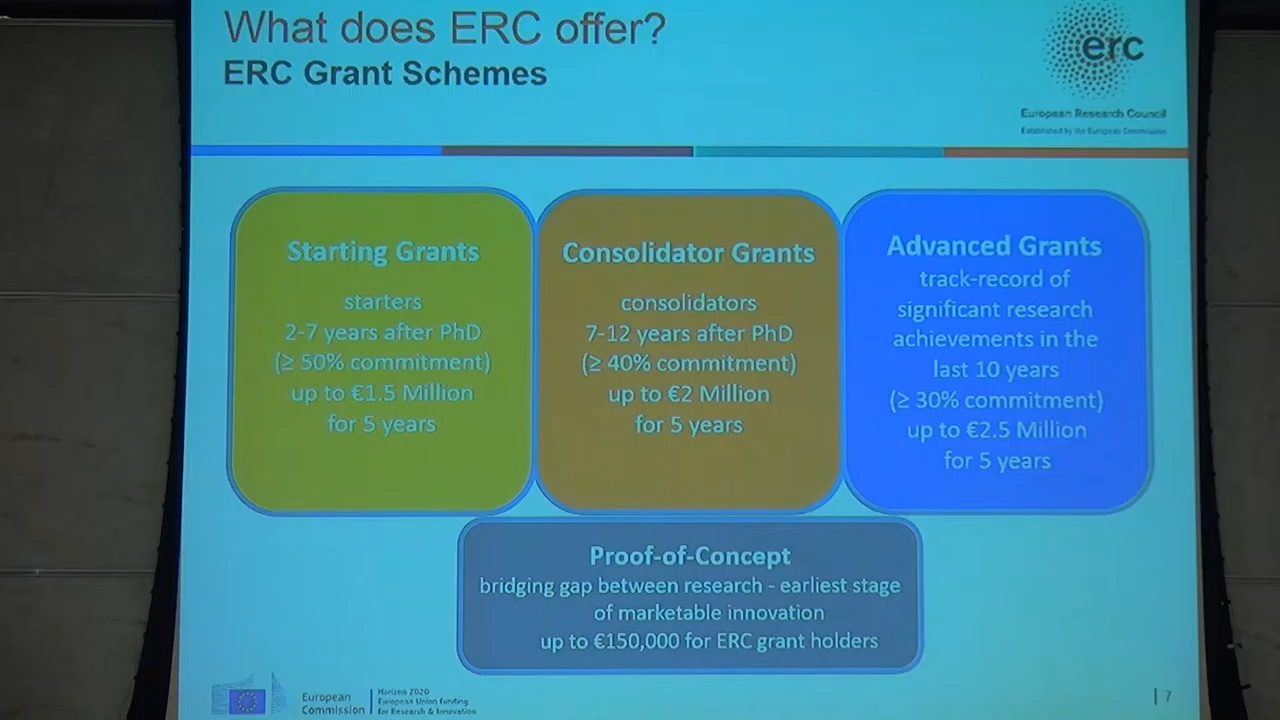 What does ERC offer?
ERC Grant Schemes
erc
European Research Council
Established by the European Commission
Starting Grants
starters
2-7 years after PhD
(≥ 50% commitment)
up to €1.5 Million
for 5 years
Consolidator Grants
consolidators
7-12 years after PhD
(≥ 40% commitment)
up to €2 Million
for 5 years
Advanced Grants
track-record of
significant research
achievements in the
last 10 years
(≥ 30% commitment)
up to €2.5 Million
for 5 years
Proof-of-Concept
bridging gap between research - earliest stage
of marketable innovation
up to €150,000 for ERC grant holders
European
Commission
Horizon 2020
European Union funding
for Research & Innovation
| 7